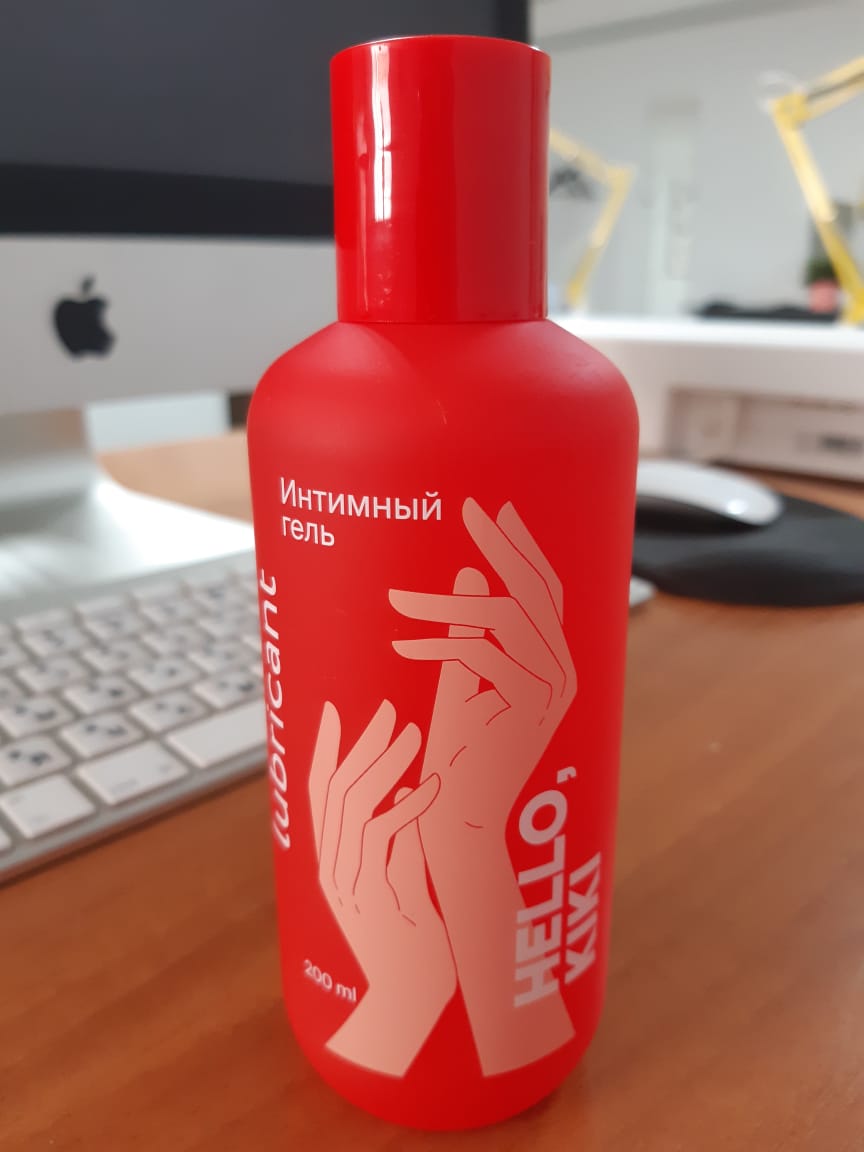 Интимный
гель
lubricant
HELLO,
KIKI
200 ml